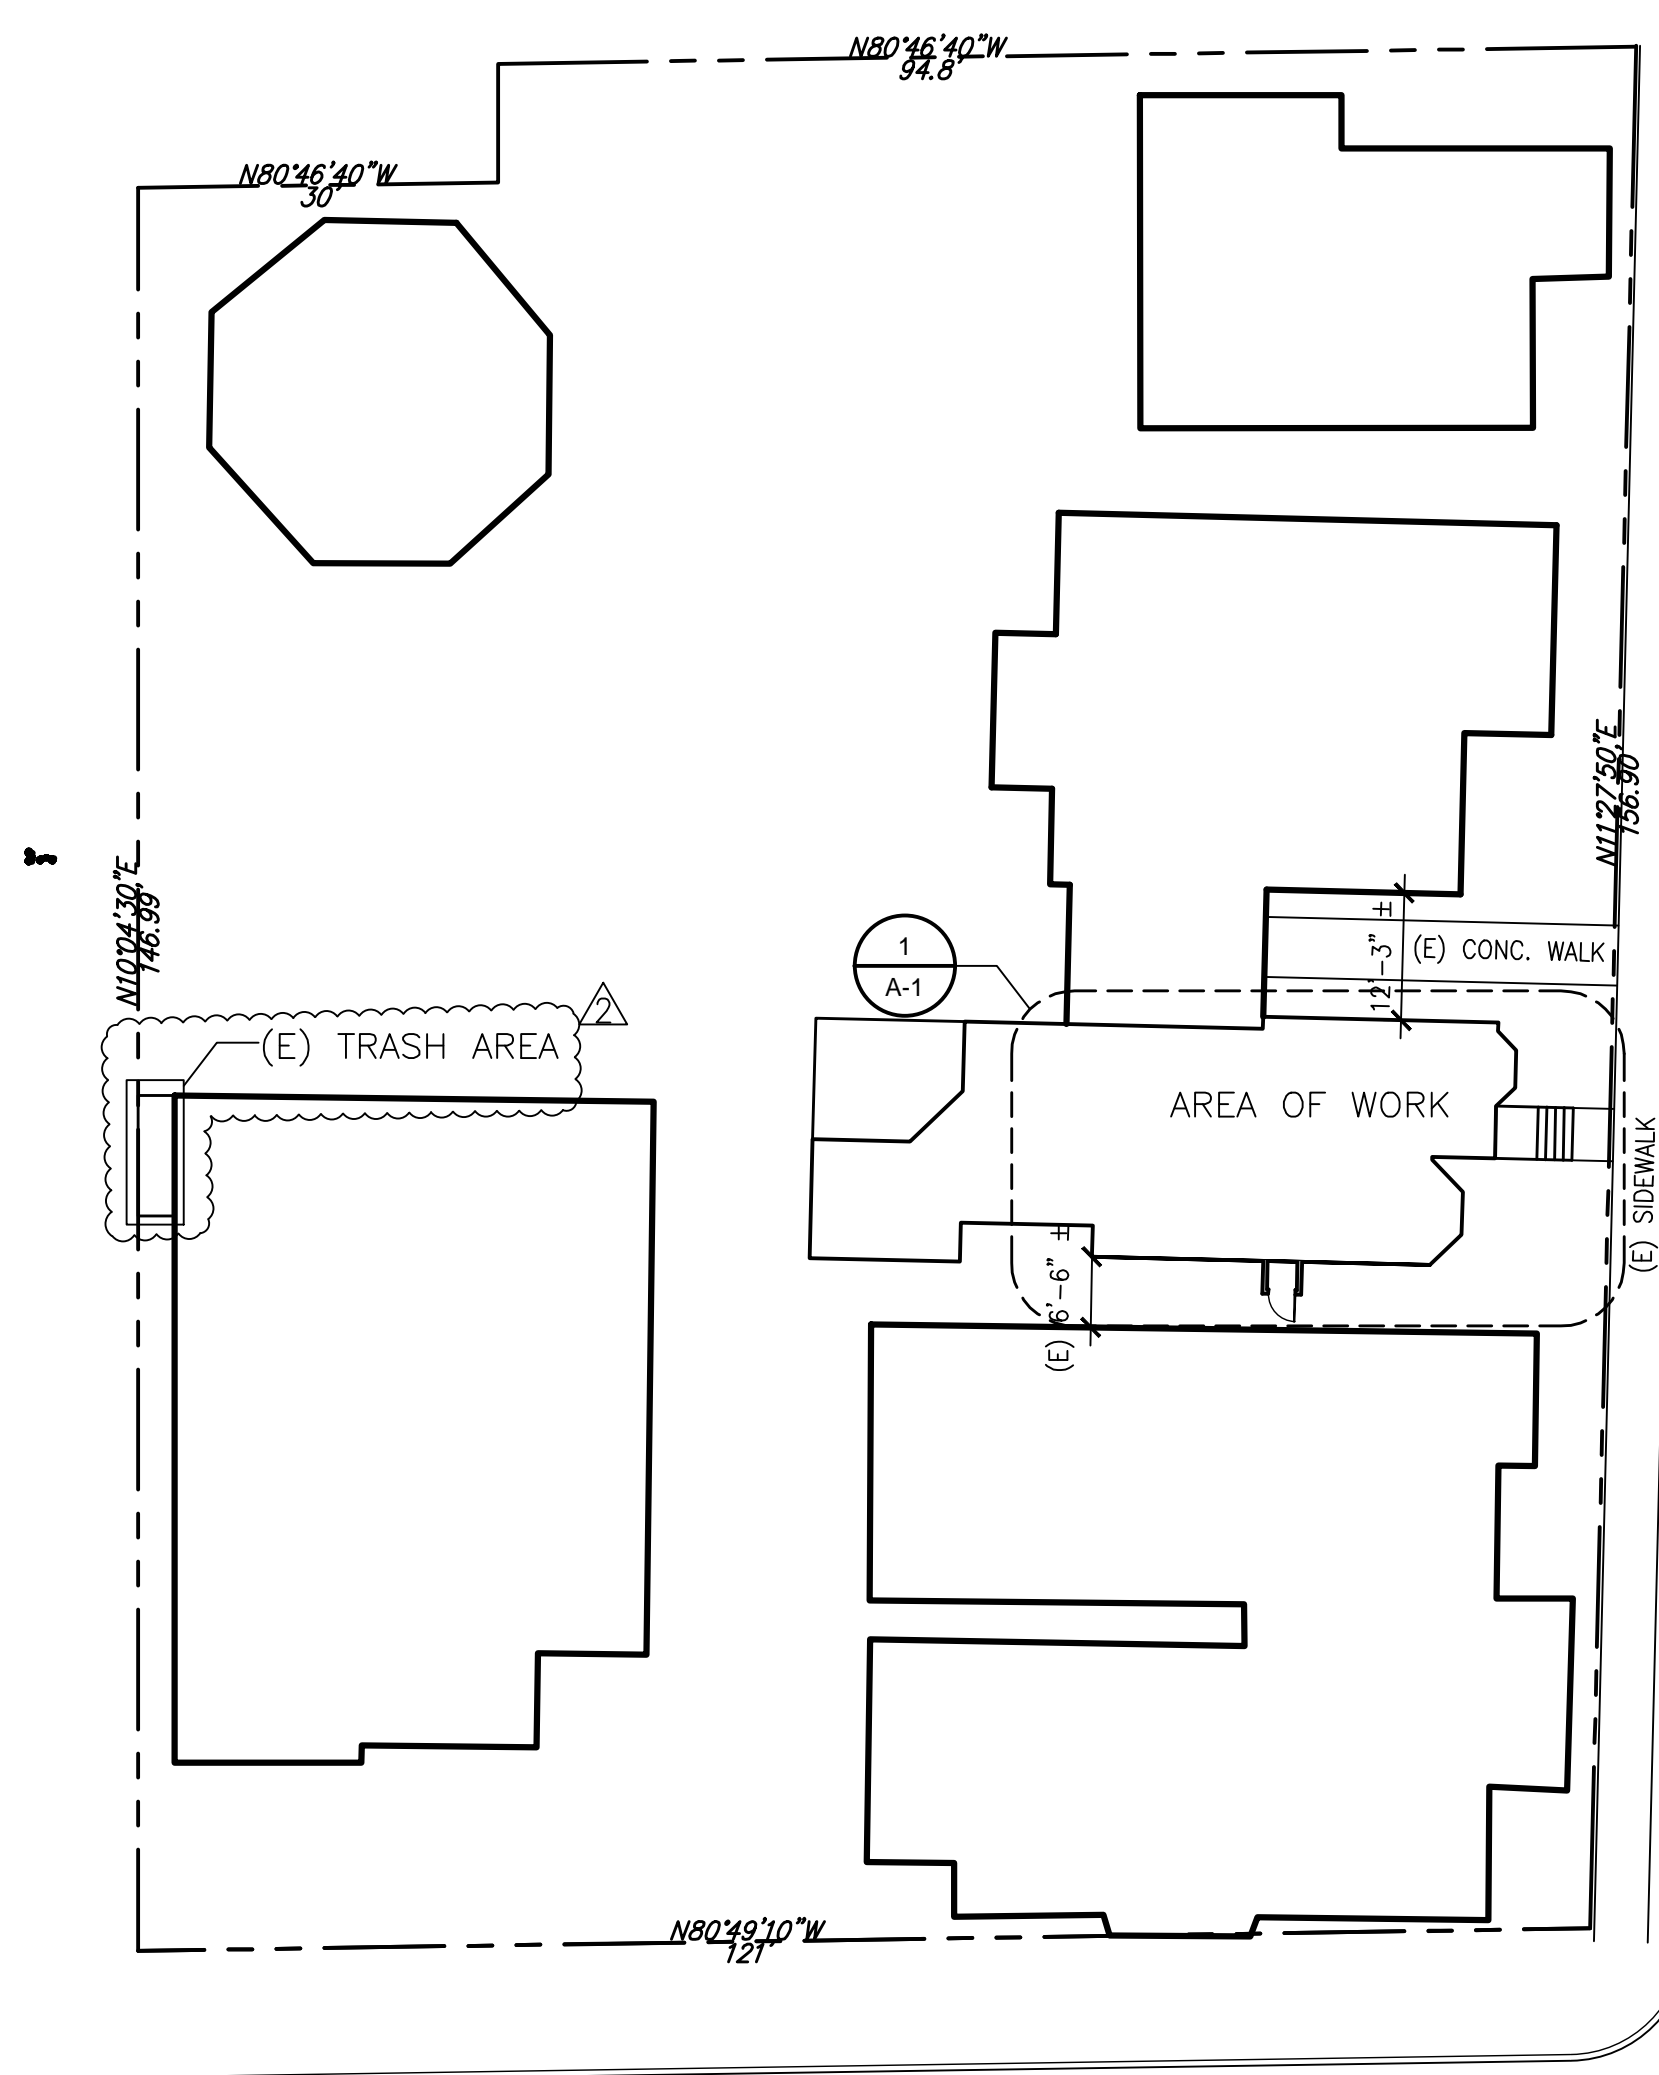 N80°46'40"W
94.8'
N80°46'40"W
30'
N11°27'50"E
156.90'
N10°04'30"E
146.99'
1
A-1
12'-3" ±
(E) CONC. WALK
2
(E) TRASH AREA
AREA OF WORK
(E) SIDEWALK
(E) 6'-6" ±
N80°49'10"W
121'